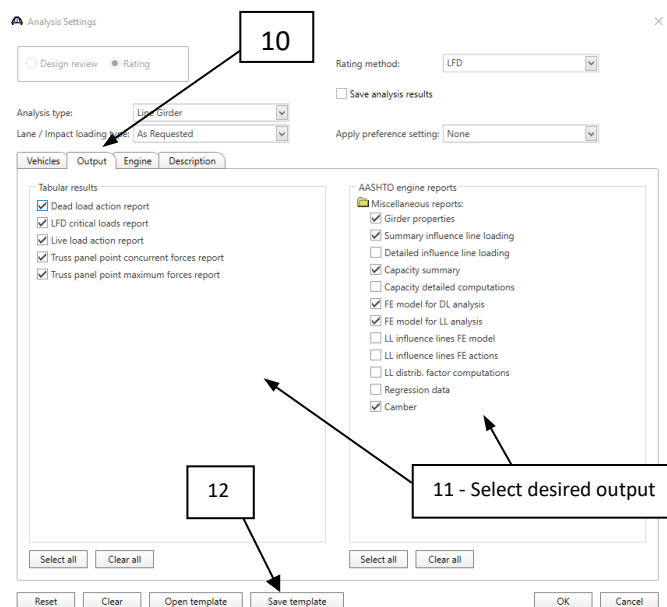 Analysis Settings
10
Design review Rating
Rating method: LFD
Save analysis results
Analysis type: Line Girder
Lane / Impact loading type: As Requested
Apply preference setting: None
Vehicles Output Engine Description
Tabular results
Dead load action report
LFD critical loads report
Live load action report
Truss panel point concurrent forces report
Truss panel point maximum forces report
AASHTO engine reports
Miscellaneous reports:
Girder properties
Summary influence line loading
Detailed influence line loading
Capacity summary
Capacity detailed computations
FE model for DL analysis
FE model for LL analysis
LL influence lines FE model
LL influence lines FE actions
LL distrib. factor computations
Regression data
Camber
12
11 - Select desired output
Select all Clear all
Select all Clear all
Reset Clear Open template Save template OK Cancel